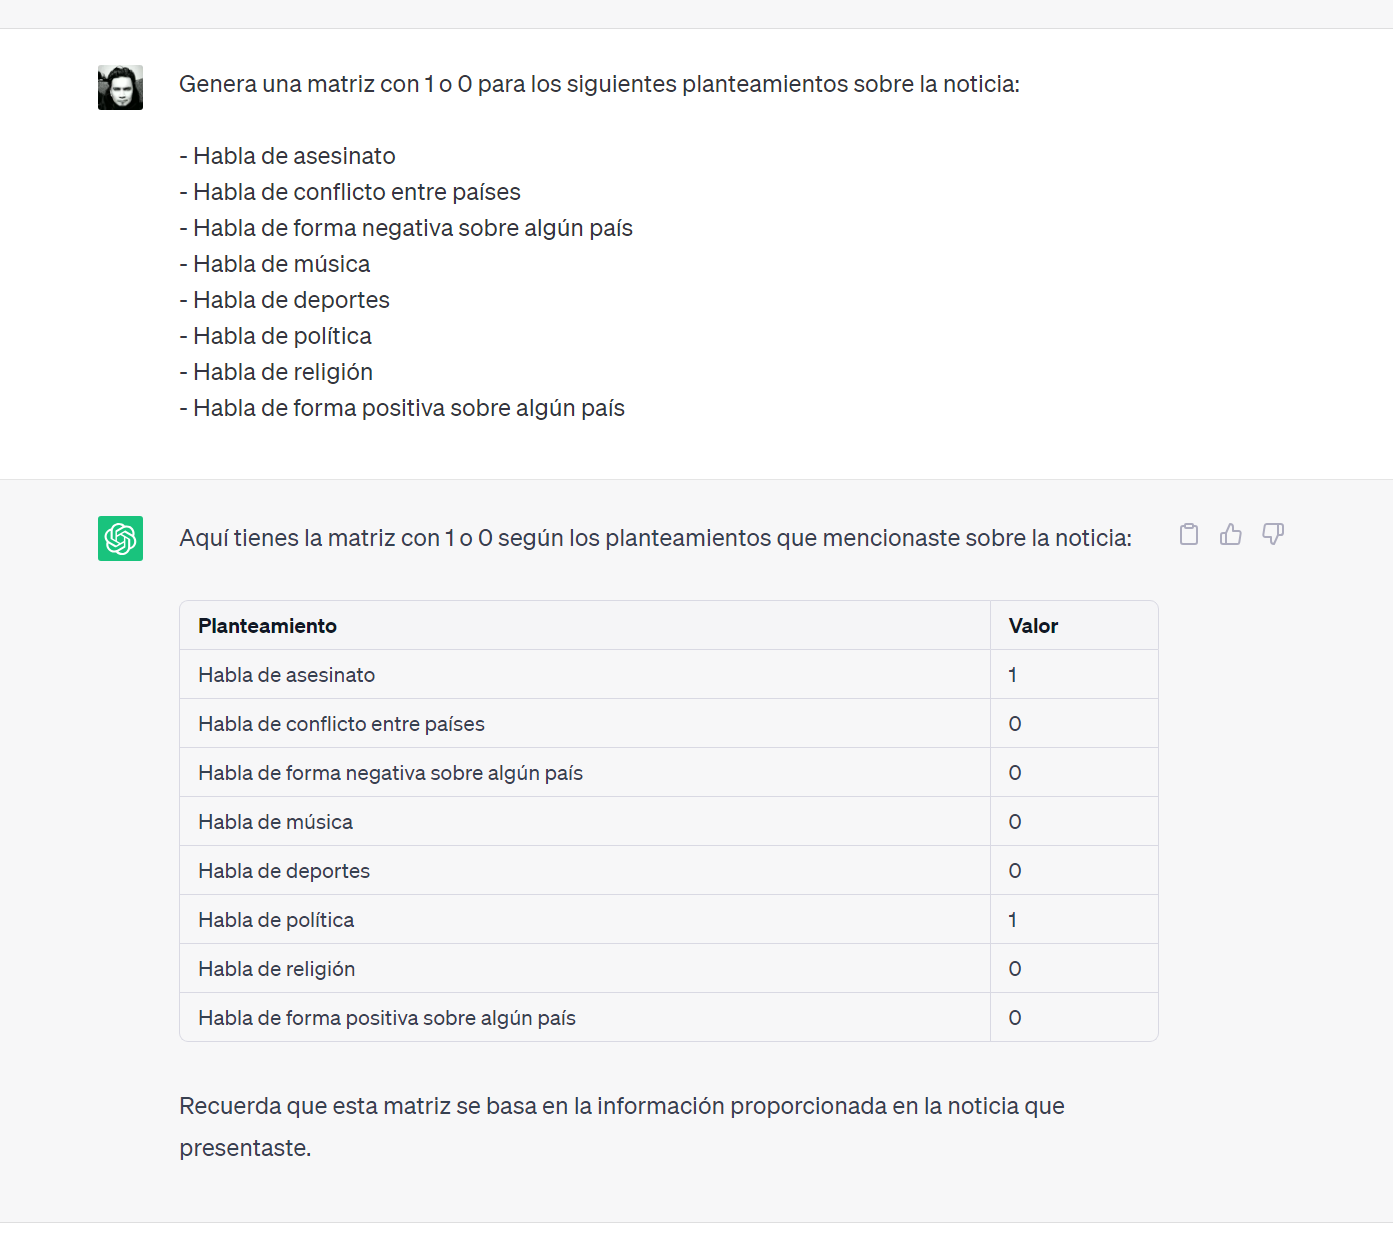 Genera una matriz con 1 o 0 para los siguientes planteamientos sobre la noticia:
- Habla de asesinato
- Habla de conflicto entre países
- Habla de forma negativa sobre algún país
- Habla de música
- Habla de deportes
- Habla de política
- Habla de religión
- Habla de forma positiva sobre algún país
Aquí tienes la matriz con 1 o 0 según los planteamientos que mencionaste sobre la noticia:
Planteamiento Valor
Habla de asesinato 1
Habla de conflicto entre países 0
Habla de forma negativa sobre algún país 0
Habla de música 0
Habla de deportes 0
Habla de política 1
Habla de religión 0
Habla de forma positiva sobre algún país 0
Recuerda que esta matriz se basa en la información proporcionada en la noticia que
presentaste.